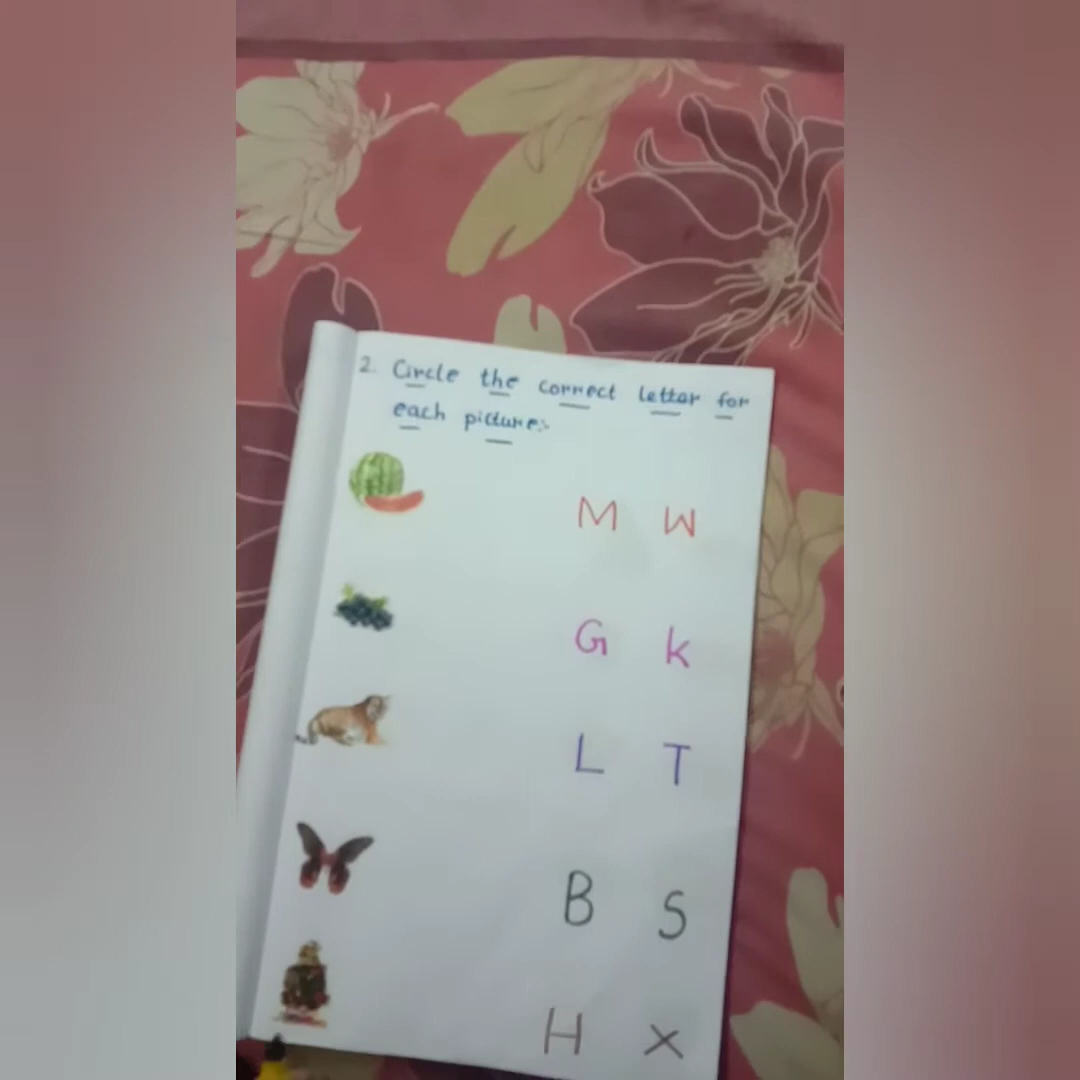 2. Circle the correct letter for
each picture:-
M W
G K
L T
B S
H X